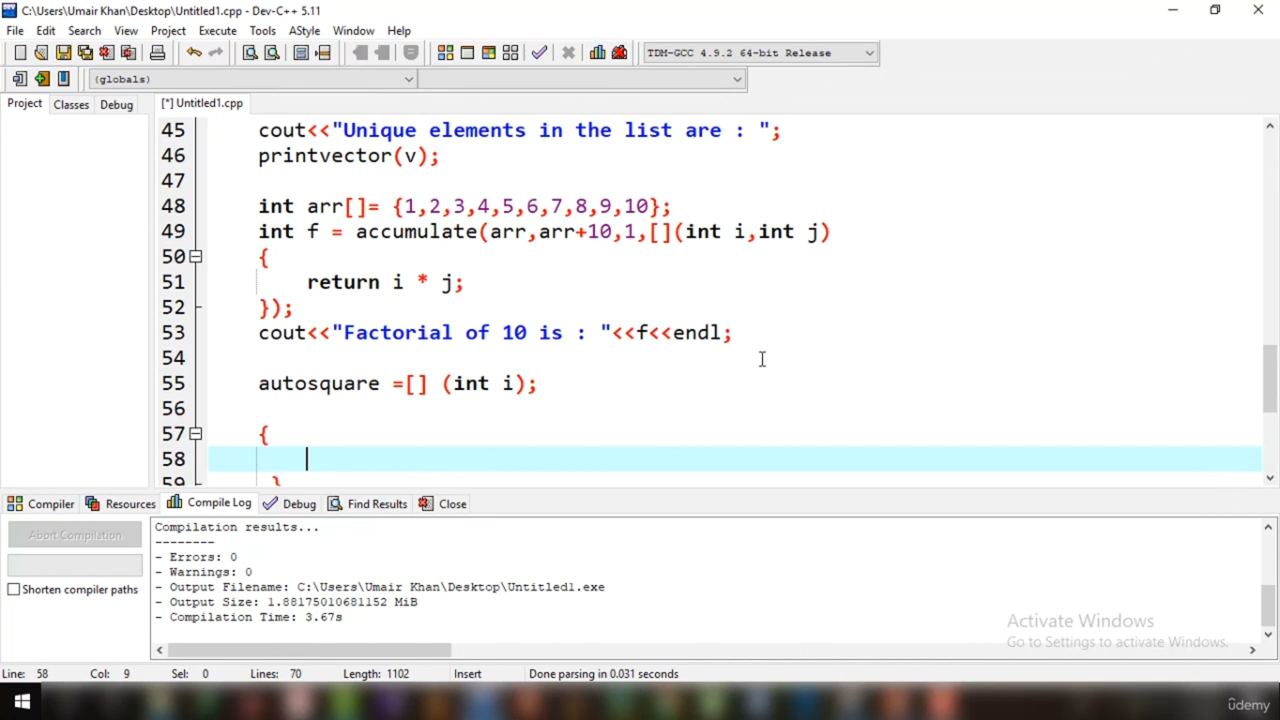 C:\Users\Umair Khan\Desktop\Untitled1.cpp - Dev-C++ 5.11
File Edit Search View Project Execute Tools AStyle Window Help
TDM-GCC 4.9.2 64-bit Release
(globals)
Project Classes Debug [*] Untitled1.cpp
45 cout<<"Unique elements in the list are : ";
46 printvector(v);
47
48 int arr[]= {1,2,3,4,5,6,7,8,9,10};
49 int f = accumulate(arr,arr+10,1,[](int i,int j)
50 {
51 return i * j;
52 });
53 cout<<"Factorial of 10 is : "<<f<<endl;
54
55 autosquare =[] (int i);
56
57 {
58
59 }
Compiler Resources Compile Log Debug Find Results Close
Abort Compilation
Shorten compiler paths
Compilation results...
--------
- Errors: 0
- Warnings: 0
- Output Filename: C:\Users\Umair Khan\Desktop\Untitled1.exe
- Output Size: 1.88175010681152 MiB
- Compilation Time: 3.67s
Activate Windows
Go to Settings to activate Windows.
Line: 58 Col: 9 Sel: 0 Lines: 70 Length: 1102 Insert Done parsing in 0.031 seconds
ûdemy